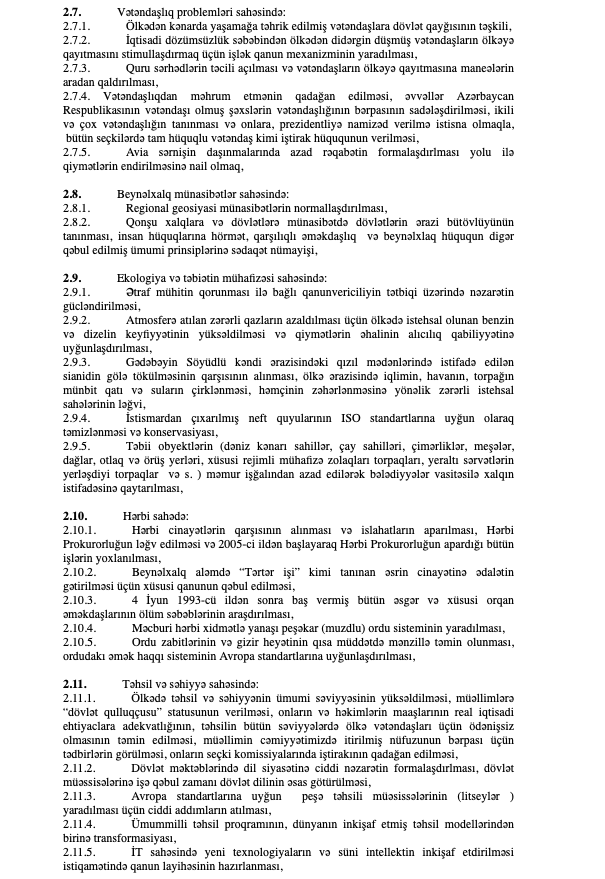 2.7. Vətəndaşlıq problemləri sahəsində:
2.7.1. Ölkədən kənarda yaşamağa təhrik edilmiş vətəndaşlara dövlət qayğısının təşkili,
2.7.2. İqtisadi dözümsüzlük səbəbindən ölkədən didərgin düşmüş vətəndaşların ölkəyə
qayıtmasını stimullaşdırmaq üçün işlək qanun mexanizminin yaradılması,
2.7.3. Quru sərhədlərin təcili açılması və vətəndaşların ölkəyə qayıtmasına maneələrin
aradan qaldırılması,
2.7.4. Vətəndaşlıqdan məhrum etmənin qadağan edilməsi, əvvəllər Azərbaycan
Respublikasının vətəndaşı olmuş şəxslərin vətəndaşlığının bərpasının sadələşdirilməsi, ikili
və çox vətəndaşlığın tanınması və onlara, prezidentliyə namizəd verilmə istisna olmaqla,
bütün seçkilərdə tam hüquqlu vətəndaş kimi iştirak hüququnun verilməsi,
2.7.5. Avia sərnişin daşınmalarında azad rəqabətin formalaşdırlması yolu ilə
qiymətlərin endirilməsinə nail olmaq,
2.8. Beynəlxalq münasibətlər sahəsində:
2.8.1. Regional geosiyasi münasibətlərin normallaşdırılması,
2.8.2. Qonşu xalqlara və dövlətlərə münasibətdə dövlətlərin ərazi bütövlüyünün
tanınması, insan hüquqlarına hörmət, qarşılıqlı əməkdaşlıq və beynəlxlaq hüququn digər
qəbul edilmiş ümumi prinsiplərinə sədaqət nümayişi,
2.9. Ekologiya və təbiətin mühafizəsi sahəsində:
2.9.1. Ətraf mühitin qorunması ilə bağlı qanunvericiliyin tətbiqi üzərində nəzarətin
gücləndirilməsi,
2.9.2. Atmosferə atılan zərərli qazların azaldılması üçün ölkədə istehsal olunan benzin
və dizelin keyfiyyətinin yüksəldilməsi və qiymətlərin əhalinin alıcılıq qabiliyyətinə
uyğunlaşdırılması,
2.9.3. Gədəbəyin Söyüdlü kəndi ərazisindəki qızıl mədənlərində istifadə edilən
sianidin gölə tökülməsinin qarşısının alınması, ölkə ərazisində iqlimin, havanın, torpağın
münbit qatı və suların çirklənməsi, həmçinin zəhərlənməsinə yönəlik zərərli istehsal
sahələrinin ləğvi,
2.9.4. İstismardan çıxarılmış neft quyularının ISO standartlarına uyğun olaraq
təmizlənməsi və konservasiyası,
2.9.5. Təbii obyektlərin (dəniz kənarı sahillər, çay sahilləri, çimərliklər, meşələr,
dağlar, otlaq və örüş yerləri, xüsusi rejimli mühafizə zolaqları torpaqları, yeraltı sərvətlərin
yerləşdiyi torpaqlar və s. ) məmur işğalından azad edilərək bələdiyyələr vasitəsilə xalqın
istifadəsinə qaytarılması,
2.10. Hərbi sahədə:
2.10.1. Hərbi cinayətlərin qarşısının alınması və islahatların aparılması, Hərbi
Prokurorluğun ləğv edilməsi və 2005-ci ildən başlayaraq Hərbi Prokurorluğun apardığı bütün
işlərin yoxlanılması,
2.10.2. Beynəlxalq aləmdə “Tərtər işi” kimi tanınan əsrin cinayətinə ədalətin
gətirilməsi üçün xüsusi qanunun qəbul edilməsi,
2.10.3. 4 İyun 1993-cü ildən sonra baş vermiş bütün əsgər və xüsusi orqan
əməkdaşlarının ölüm səbəblərinin araşdırılması,
2.10.4. Məcburi hərbi xidmətlə yanaşı peşəkar (muzdlu) ordu sisteminin yaradılması,
2.10.5. Ordu zabitlərinin və gizir heyətinin qısa müddətdə mənzillə təmin olunması,
ordudakı əmək haqqı sisteminin Avropa standartlarına uyğunlaşdırılması,
2.11. Təhsil və səhiyyə sahəsində:
2.11.1. Ölkədə təhsil və səhiyyənin ümumi səviyyəsinin yüksəldilməsi, müəllimlərə
“dövlət qulluqçusu” statusunun verilməsi, onların və həkimlərin maaşlarının real iqtisadi
ehtiyaclara adekvatlığının, təhsilin bütün səviyyələrdə ölkə vətəndaşları üçün ödənişsiz
olmasının təmin edilməsi, müəllimin cəmiyyətimizdə itirilmiş nüfuzunun bərpası üçün
tədbirlərin görülməsi, onların seçki komissiyalarında iştirakının qadağan edilməsi,
2.11.2. Dövlət məktəblərində dil siyasətinə ciddi nəzarətin formalaşdırlması, dövlət
müəssisələrinə işə qəbul zamanı dövlət dilinin əsas götürülməsi,
2.11.3. Avropa standartlarına uyğun peşə təhsili müəsissələrinin (litseylər )
yaradılması üçün ciddi addımların atılması,
2.11.4. Ümummilli təhsil proqramının, dünyanın inkişaf etmiş təhsil modellərindən
birinə transformasiyası,
2.11.5. İT sahəsində yeni texnologiyaların və süni intellektin inkişaf etdirilməsi
istiqamətində qanun layihəsinin hazırlanması,